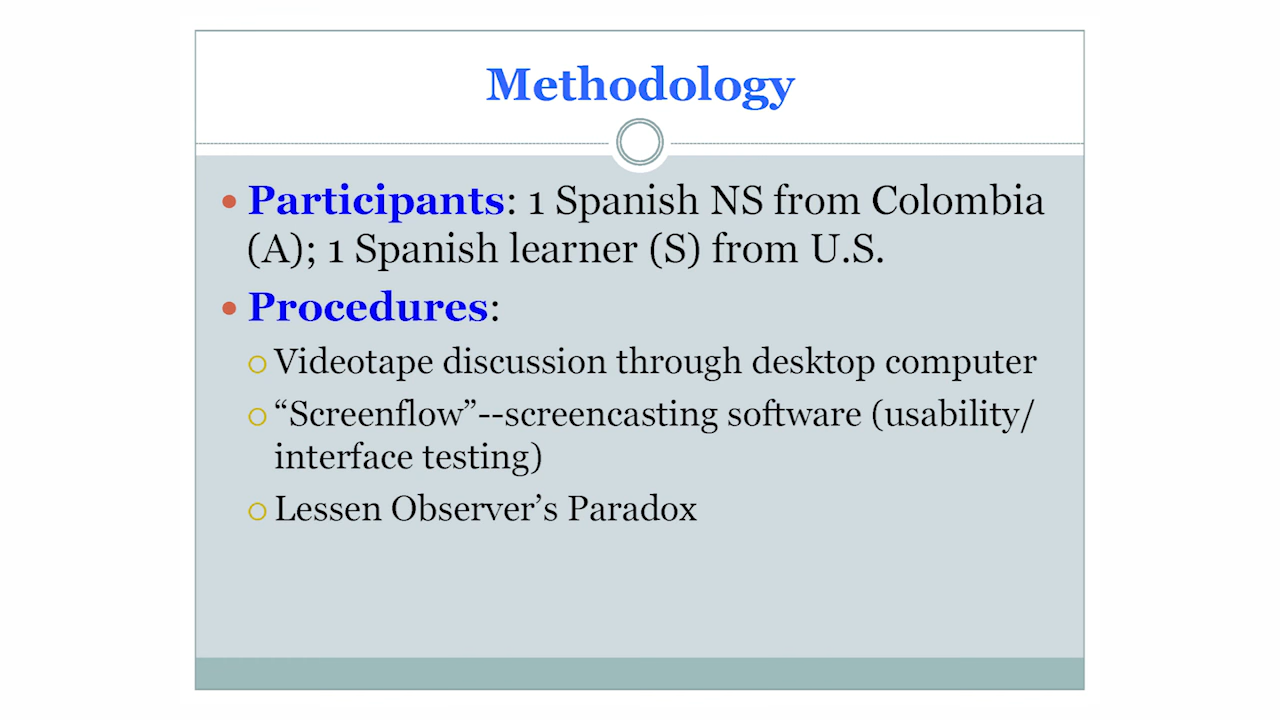 Methodology
Participants: 1 Spanish NS from Colombia
(A); 1 Spanish learner (S) from U.S.
Procedures:
Videotape discussion through desktop computer
“Screenflow”--screencasting software (usability/
interface testing)
Lessen Observer’s Paradox